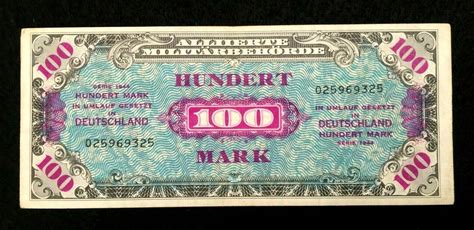 ALLIIERTE
MILITÄRBEHÖRDE
100
100
SERIE 1944
HUNDERT MARK
IN UMLAUF GESETZT
IN
DEUTSCHLAND
025969325
HUNDERT
100
MARK
025969325
IN UMLAUF GESETZT
IN
DEUTSCHLAND
HUNDERT MARK
SERIE 1944
100
100